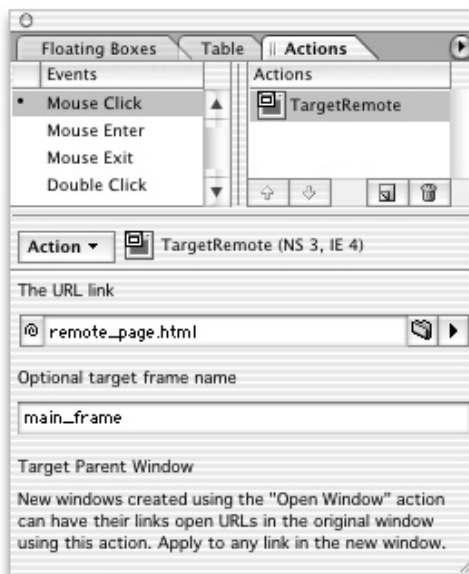 Floating Boxes Table Actions
Events Actions
Mouse Click TargetRemote
Mouse Enter
Mouse Exit
Double Click
Action TargetRemote (NS 3, IE 4)
The URL link
@ remote_page.html
Optional target frame name
main_frame
Target Parent Window
New windows created using the "Open Window" action
can have their links open URLs in the original window
using this action. Apply to any link in the new window.